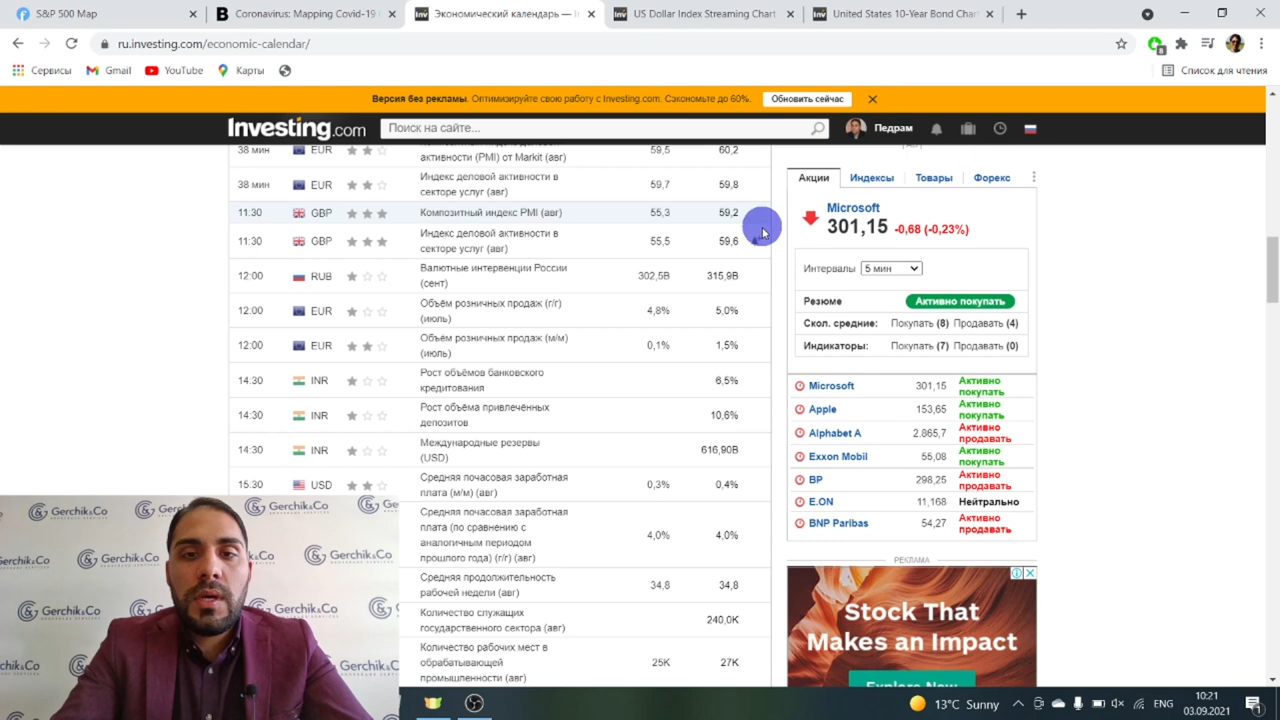 S&P 500 Map
Coronavirus: Mapping Covid-19
Экономический календарь —
US Dollar Index Streaming Chart
United States 10-Year Bond Char
ru.investing.com/economic-calendar/
Сервисы
Gmail
YouTube
Карты
Список для чтения
Версия без рекламы. Оптимизируйте свою работу с Investing.com. Сэкономьте до 60%.
Обновить сейчас
Investing.com
Поиск на сайте...
Педрам
38 мин EUR активности (PMI) от Markit (авг) 59,5 60,2
38 мин EUR Индекс деловой активности в 59,7 59,8
секторе услуг (авг)
11:30 GBP Композитный индекс PMI (авг) 55,3 59,2
11:30 GBP Индекс деловой активности в 55,5 59,6
секторе услуг (авг)
12:00 RUB Валютные интервенции России 302,5B 315,9B
(сент)
12:00 EUR Объём розничных продаж (г/г) 4,8% 5,0%
(июль)
12:00 EUR Объем розничных продаж (м/м) 0,1% 1,5%
(июль)
14:30 INR Рост объёмов банковского 6,5%
кредитования
14:30 INR Рост объёма привлечённых 10,6%
депозитов
14:30 INR Международные резервы 616,90B
(USD)
15:30 USD Средняя почасовая заработная 0,3% 0,4%
плата (м/м) (авг)
Средняя почасовая заработная
плата (по сравнению с
аналогичным периодом 4,0% 4,0%
прошлого года) (г/г) (авг)
Средняя продолжительность 34,8 34,8
рабочей недели (авг)
Количество служащих 240,0K
государственного сектора (авг)
Количество рабочих мест в
обрабатывающей 25K 27K
промышленности (авг)
Акции Индексы Товары Форекс
Microsoft
301,15 -0,68 (-0,23%)
Интервалы 5 мин
Резюме Активно покупать
Скол. средние: Покупать (8) Продавать (4)
Индикаторы: Покупать (7) Продавать (0)
Microsoft 301,15 Активно покупать
Apple 153,65 Активно покупать
Alphabet A 2.865,7 Активно продавать
Exxon Mobil 55,08 Активно покупать
BP 298,25 Активно продавать
E.ON 11,168 Нейтрально
BNP Paribas 54,27 Активно продавать
РЕКЛАМА
Stock That
Makes an Impact
Explore Now
Gerchik&Co
Gerchik&Co
Gerchik&Co
Gerchik&Co
Gerchik&Co
Gerchik&Co
Gerchik&Co
13°C Sunny
ENG
10:21
03.09.2021